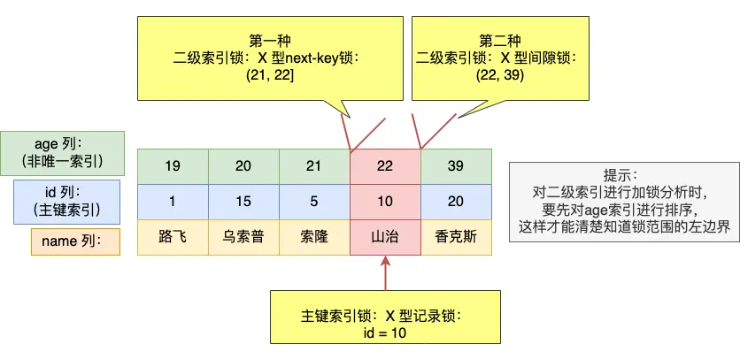 第一种
二级索引锁：X 型next-key锁：
(21, 22]
第二种
二级索引锁：X 型间隙锁：
(22, 39)
age 列：
（非唯一索引）
19
20
21
22
39
id 列：
（主键索引）
1
15
5
10
20
name 列：
路飞
乌索普
索隆
山治
香克斯
提示：
对二级索引进行加锁分析时，
要先对age索引进行排序，
这样才能清楚知道锁范围的左边界
主键索引锁：X 型记录锁：
id = 10